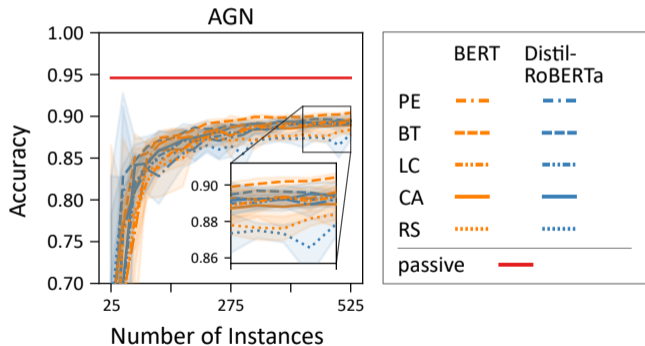 AGN
Accuracy
1.00
0.95
0.90
0.85
0.80
0.75
0.70
0.90
0.88
0.86
25
275
525
Number of Instances
BERT
Distil-
RoBERTa
PE
BT
LC
CA
RS
passive